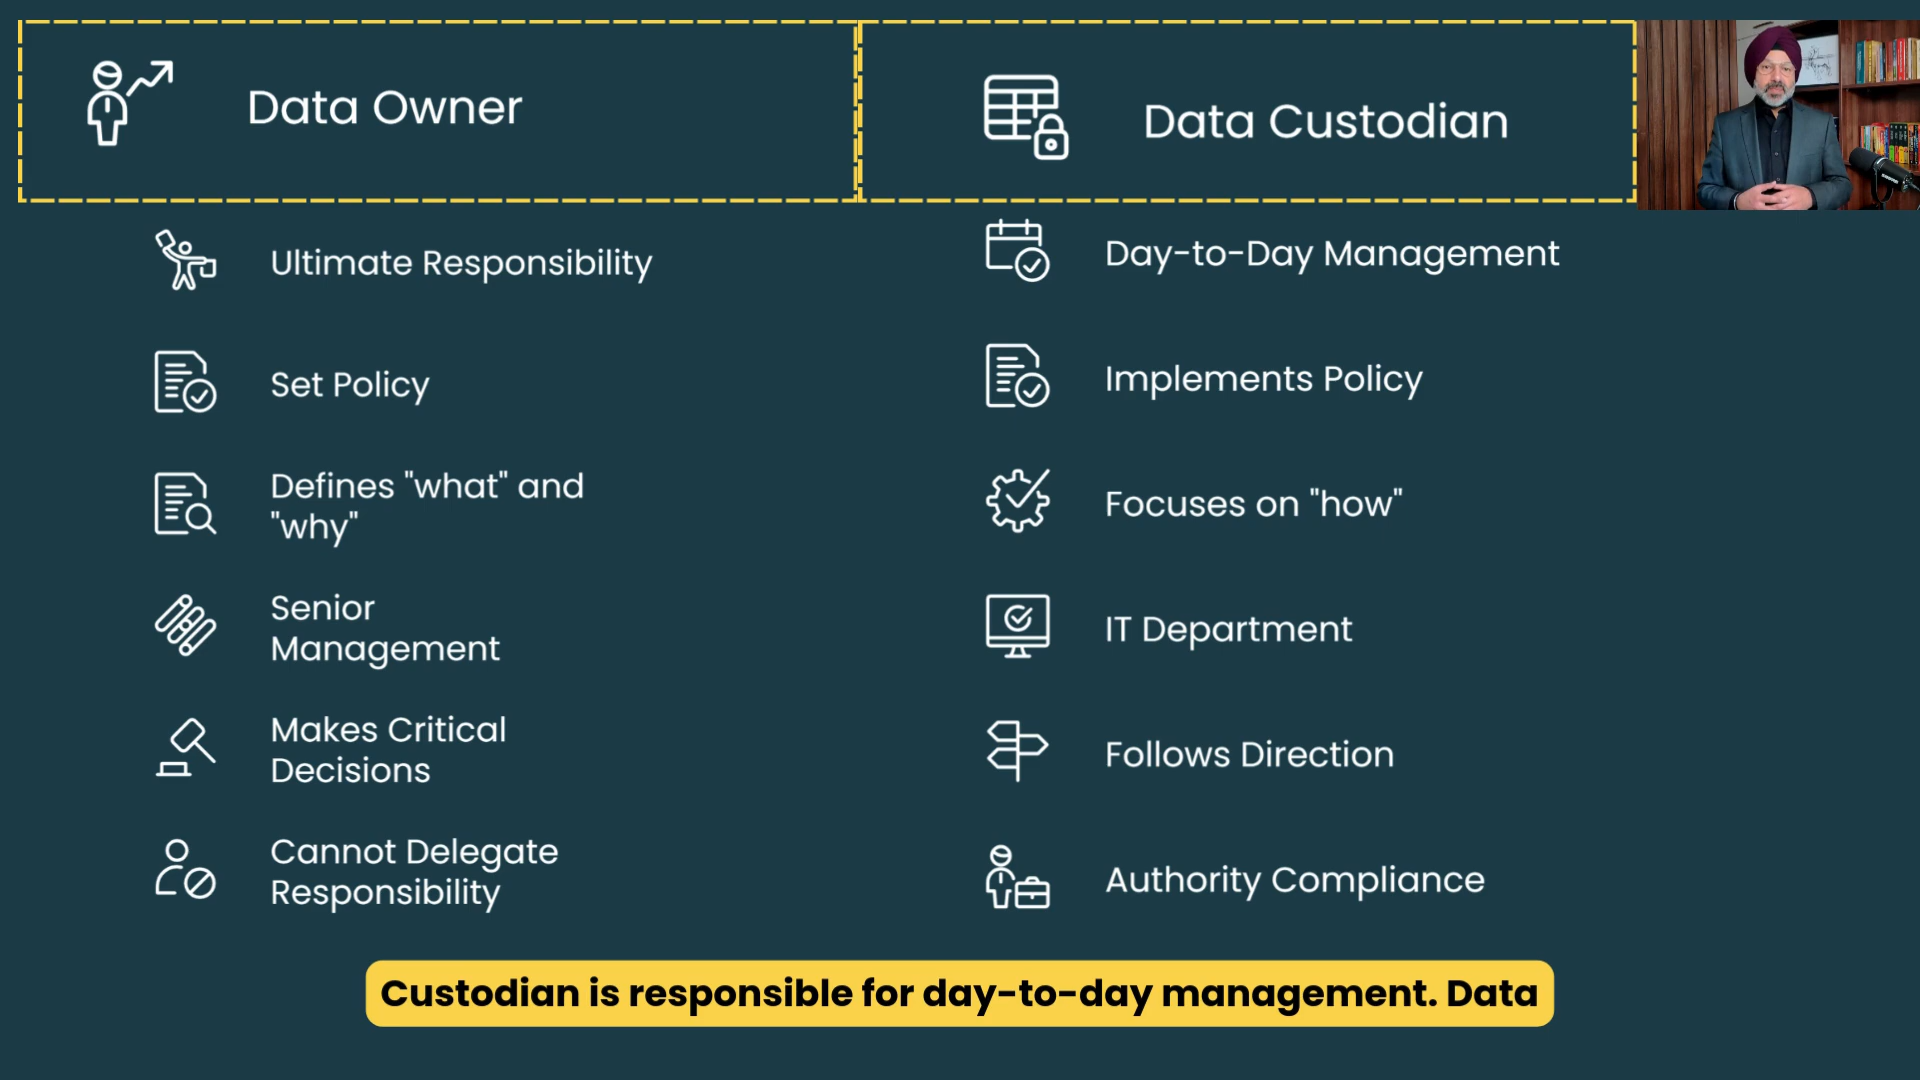 Data Owner
Ultimate Responsibility
Set Policy
Defines "what" and
"why"
Senior
Management
Makes Critical
Decisions
Cannot Delegate
Responsibility
Data Custodian
Day-to-Day Management
Implements Policy
Focuses on "how"
IT Department
Follows Direction
Authority Compliance
Custodian is responsible for day-to-day management. Data